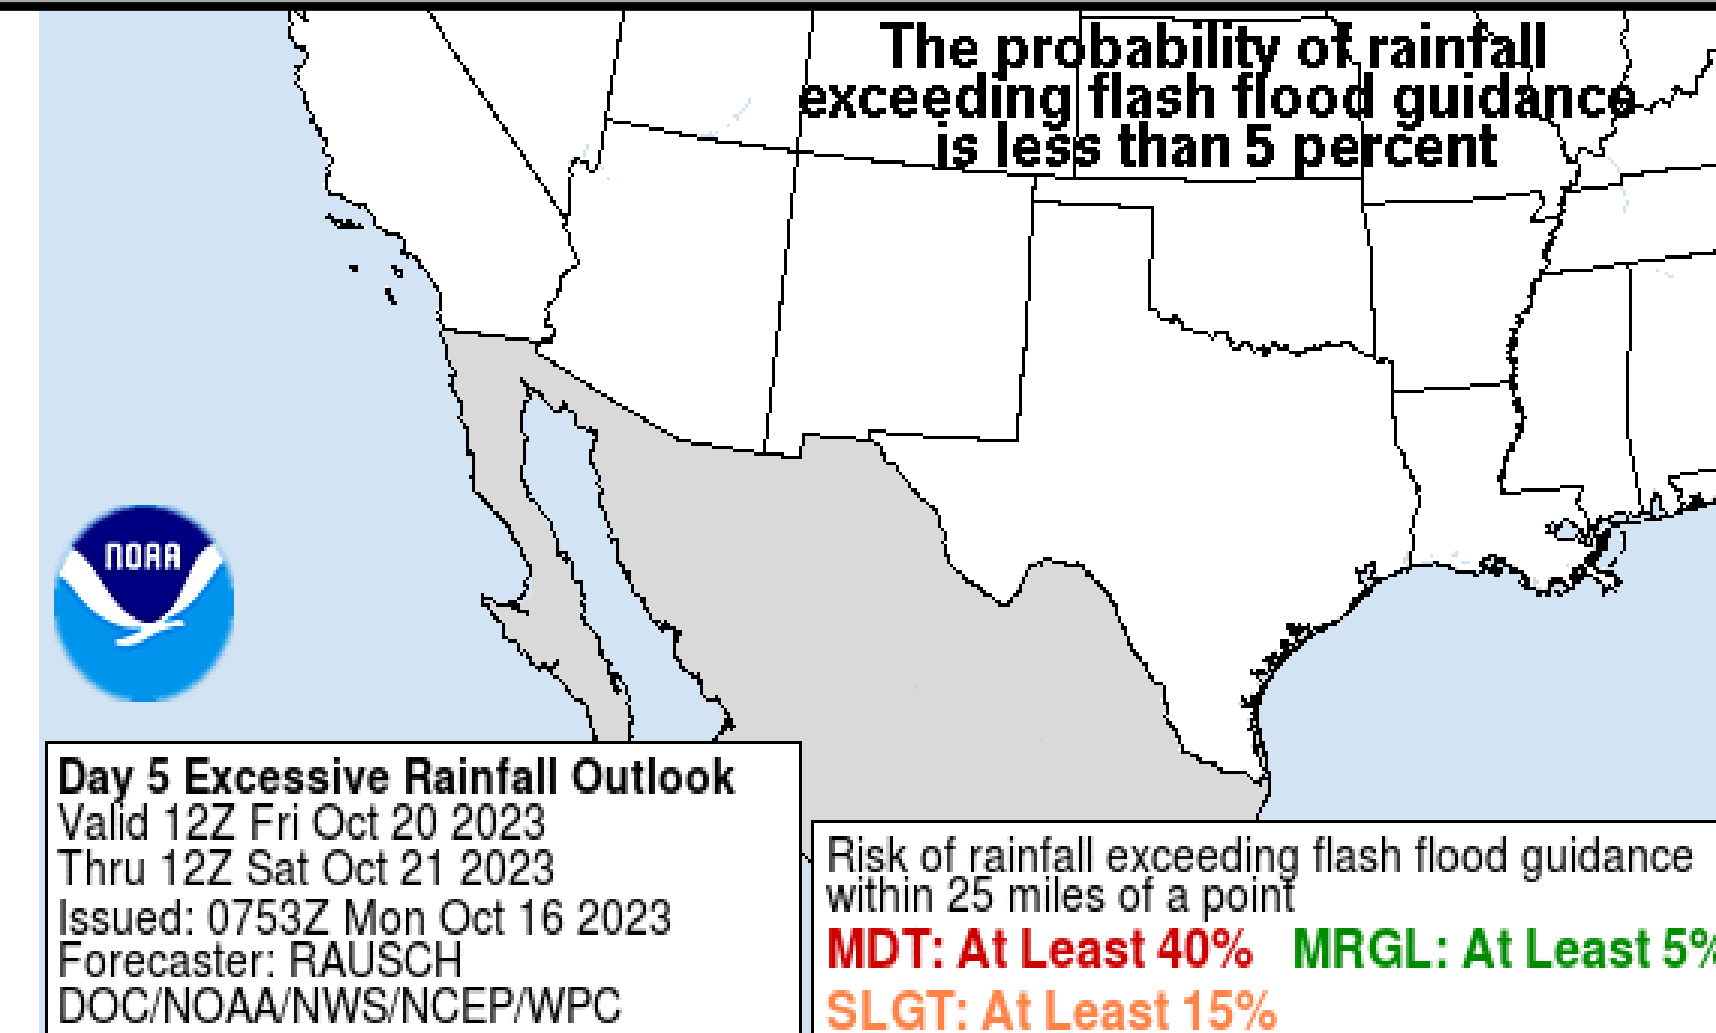 The probability of rainfall
exceeding flash flood guidance
is less than 5 percent
NOAA
Day 5 Excessive Rainfall Outlook
Valid 12Z Fri Oct 20 2023
Thru 12Z Sat Oct 21 2023
Issued: 0753Z Mon Oct 16 2023
Forecaster: RAUSCH
DOC/NOAA/NWS/NCEP/WPC
Risk of rainfall exceeding flash flood guidance
within 25 miles of a point
MDT: At Least 40% MRGL: At Least 5%
SLGT: At Least 15%